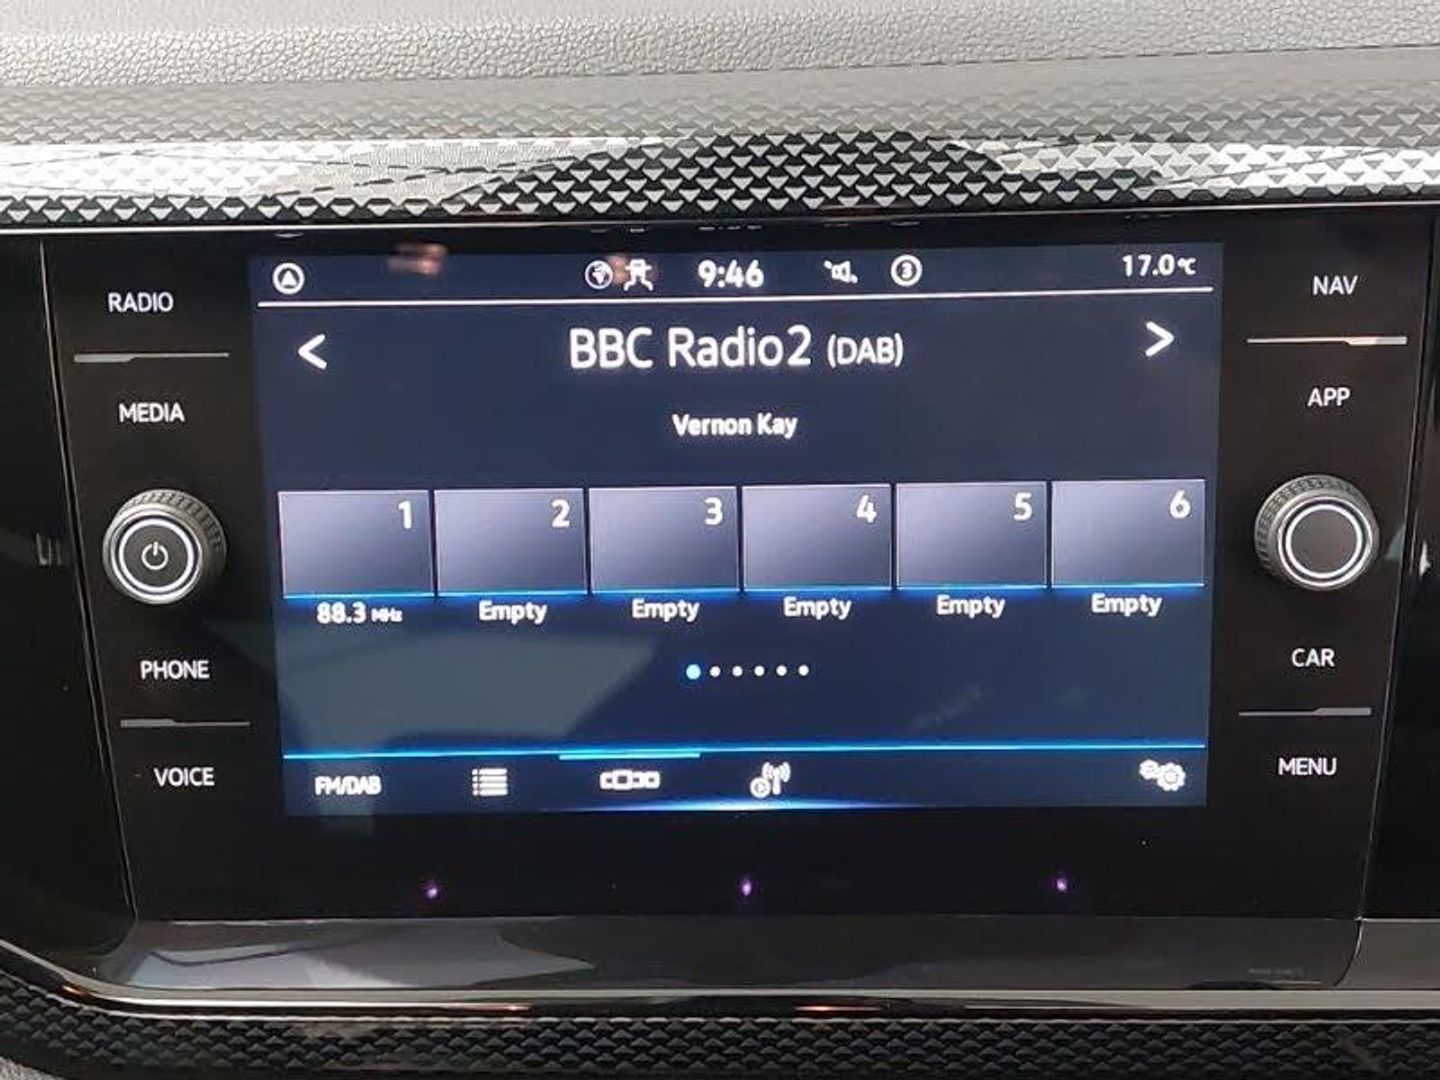 RADIO
MEDIA
PHONE
VOICE
9:46
3
17.0°C
BBC Radio2 (DAB)
Vernon Kay
1 2 3 4 5 6
88.3 MHz Empty Empty Empty Empty Empty
FM/DAB
NAV
APP
CAR
MENU